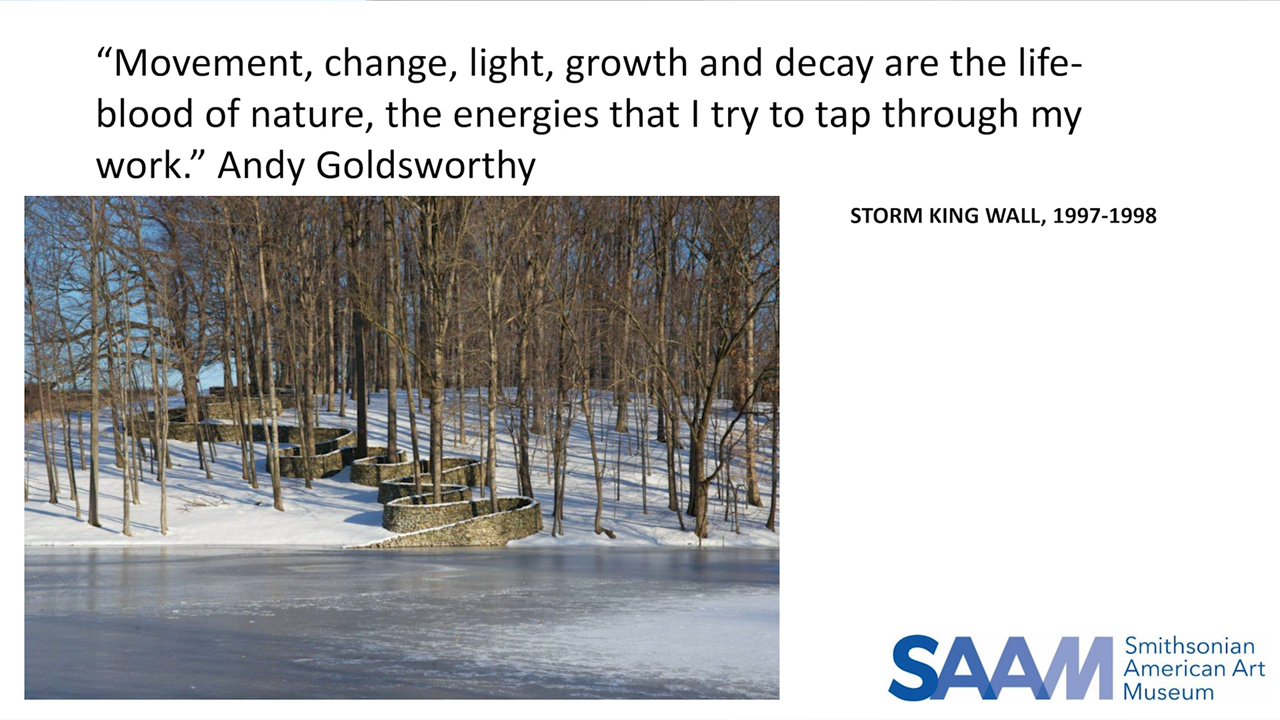 “Movement, change, light, growth and decay are the life-
blood of nature, the energies that I try to tap through my
work.” Andy Goldsworthy
STORM KING WALL, 1997-1998
SAAM
Smithsonian
American Art
Museum